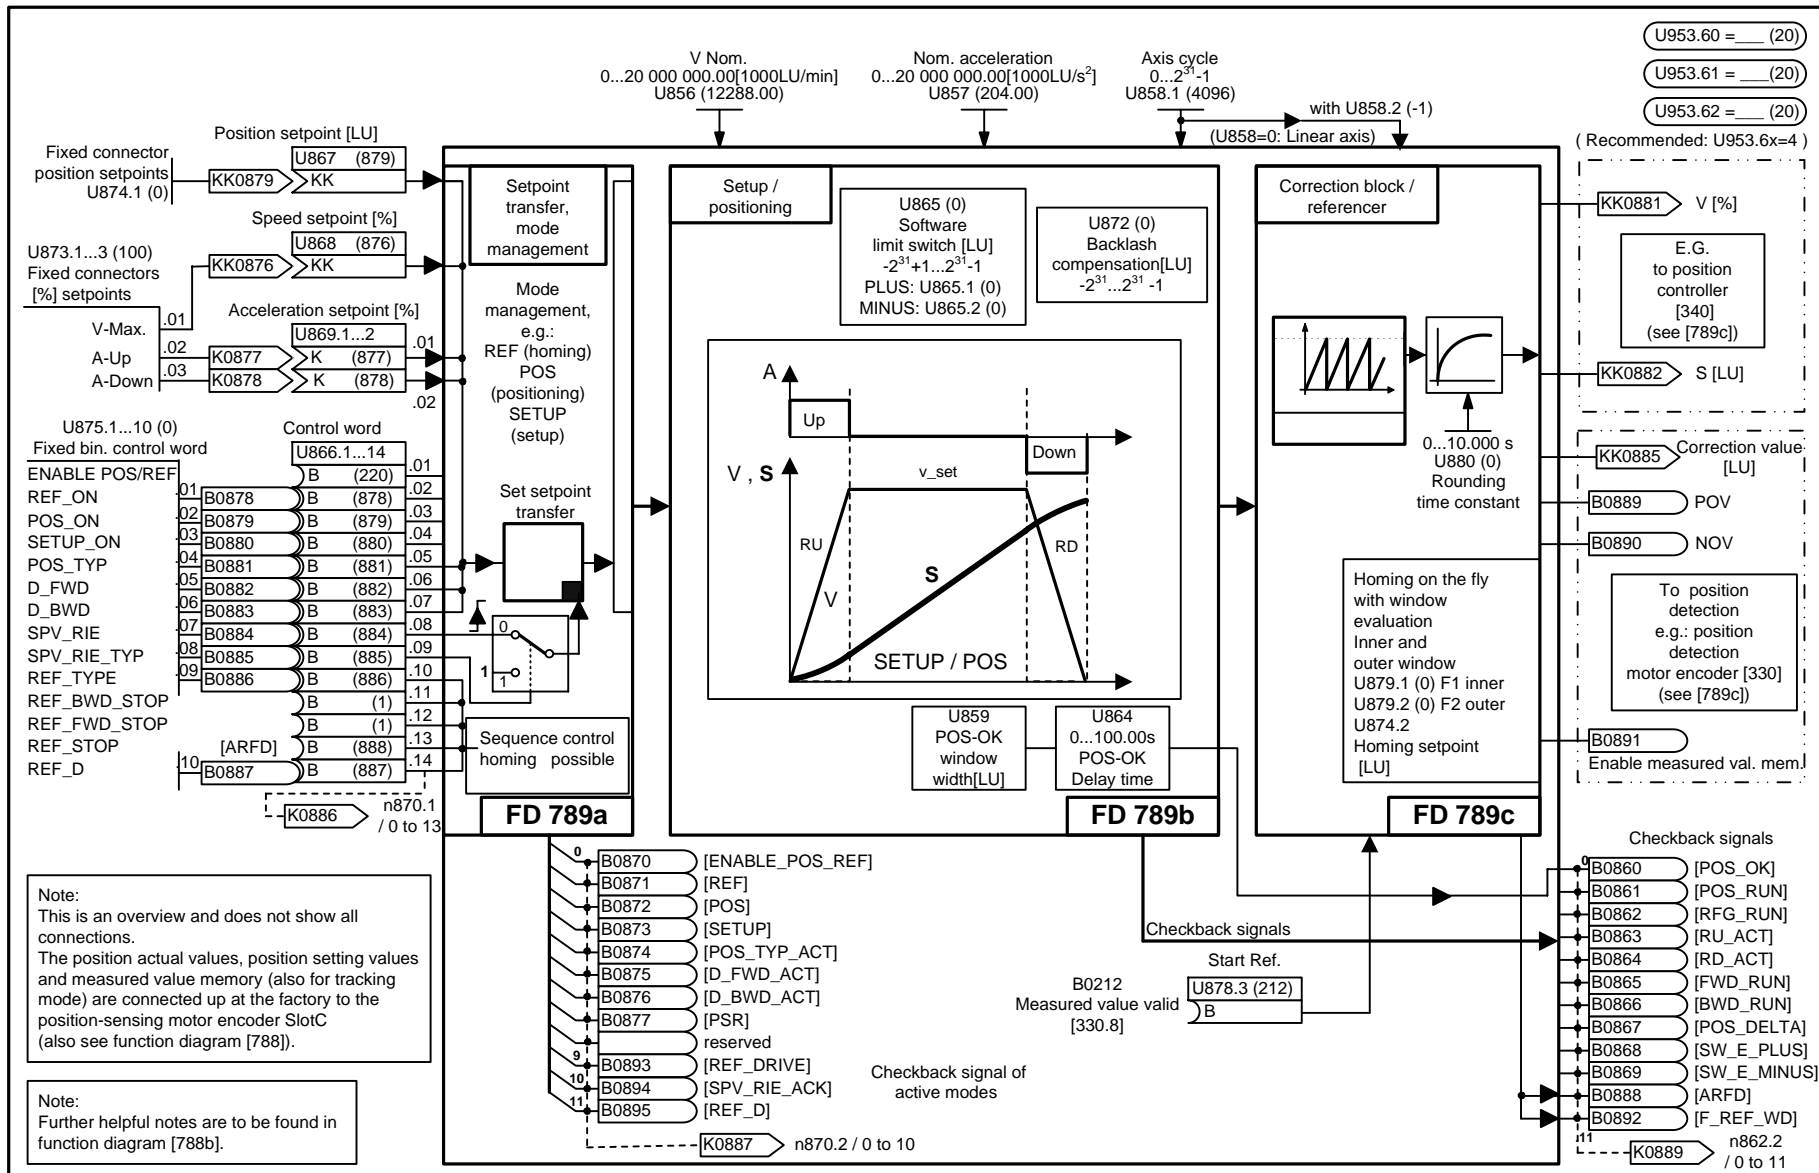 V Nom.
0...20 000 000.00[1000LU/min]
U856 (12288.00)
Nom. acceleration
0...20 000 000.00[1000LU/s²]
U857 (204.00)
Axis cycle
0...2³¹-1
U858.1 (4096)
with U858.2 (-1)
(U858=0: Linear axis)
U953.60 =___ (20)
U953.61 = ___(20)
U953.62 =___ (20)
( Recommended: U953.6x=4 )
Position setpoint [LU]
Fixed connector
position setpoints
U874.1 (0)
KK0879
U867 (879)
KK
Speed setpoint [%]
U873.1...3 (100)
Fixed connectors
[%] setpoints
KK0876
U868 (876)
KK
V-Max.
.01
A-Up
.02
A-Down
.03
Acceleration setpoint [%]
U869.1...2
K0877
K (877)
.01
K0878
K (878)
.02
U875.1...10 (0)
Fixed bin. control word
Control word
U866.1...14
ENABLE POS/REF
B (220)
.01
REF_ON
.01
B0878
B (878)
.02
POS_ON
.02
B0879
B (879)
.03
SETUP_ON
.03
B0880
B (880)
.04
POS_TYP
.04
B0881
B (881)
.05
D_FWD
.05
B0882
B (882)
.06
D_BWD
.06
B0883
B (883)
.07
SPV_RIE
.07
B0884
B (884)
.08
SPV_RIE_TYP
.08
B0885
B (885)
.09
REF_TYPE
.09
B0886
B (886)
.10
REF_BWD_STOP
B (1)
.11
REF_FWD_STOP
B (1)
.12
REF_STOP
[ARFD]
B (888)
.13
REF_D
.10
B0887
B (887)
.14
K0886
n870.1
/ 0 to 13
Setpoint
transfer,
mode
management
Mode
management,
e.g.:
REF (homing)
POS
(positioning)
SETUP
(setup)
Set setpoint
transfer
0
1
1
Sequence control
homing possible
FD 789a
Setup /
positioning
U865 (0)
Software
limit switch [LU]
-2³¹+1...2³¹-1
PLUS: U865.1 (0)
MINUS: U865.2 (0)
U872 (0)
Backlash
compensation[LU]
-2³¹...2³¹ -1
A
Up
Down
V , S
v_set
RU
V
S
RD
SETUP / POS
U859
POS-OK
window
width[LU]
U864
0...100.00s
POS-OK
Delay time
FD 789b
Correction block /
referencer
0...10.000 s
U880 (0)
Rounding
time constant
Homing on the fly
with window
evaluation
Inner and
outer window
U879.1 (0) F1 inner
U879.2 (0) F2 outer
U874.2
Homing setpoint
[LU]
FD 789c
KK0881
V [%]
E.G.
to position
controller
[340]
(see [789c])
KK0882
S [LU]
KK0885
Correction value
[LU]
B0889
POV
B0890
NOV
To position
detection
e.g.: position
detection
motor encoder [330]
(see [789c])
B0891
Enable measured val. mem.
0
B0870
[ENABLE_POS_REF]
B0871
[REF]
B0872
[POS]
B0873
[SETUP]
B0874
[POS_TYP_ACT]
B0875
[D_FWD_ACT]
B0876
[D_BWD_ACT]
B0877
[PSR]
reserved
9
B0893
[REF_DRIVE]
10
B0894
[SPV_RIE_ACK]
11
B0895
[REF_D]
K0887
n870.2 / 0 to 10
Checkback signal of
active modes
Checkback signals
Start Ref.
B0212
Measured value valid
[330.8]
U878.3 (212)
B
Checkback signals
0
B0860
[POS_OK]
B0861
[POS_RUN]
B0862
[RFG_RUN]
B0863
[RU_ACT]
B0864
[RD_ACT]
B0865
[FWD_RUN]
B0866
[BWD_RUN]
B0867
[POS_DELTA]
B0868
[SW_E_PLUS]
B0869
[SW_E_MINUS]
B0888
[ARFD]
B0892
[F_REF_WD]
11
K0889
n862.2
/ 0 to 11
Note:
This is an overview and does not show all
connections.
The position actual values, position setting values
and measured value memory (also for tracking
mode) are connected up at the factory to the
position-sensing motor encoder SlotC
(also see function diagram [788]).
Note:
Further helpful notes are to be found in
function diagram [788b].